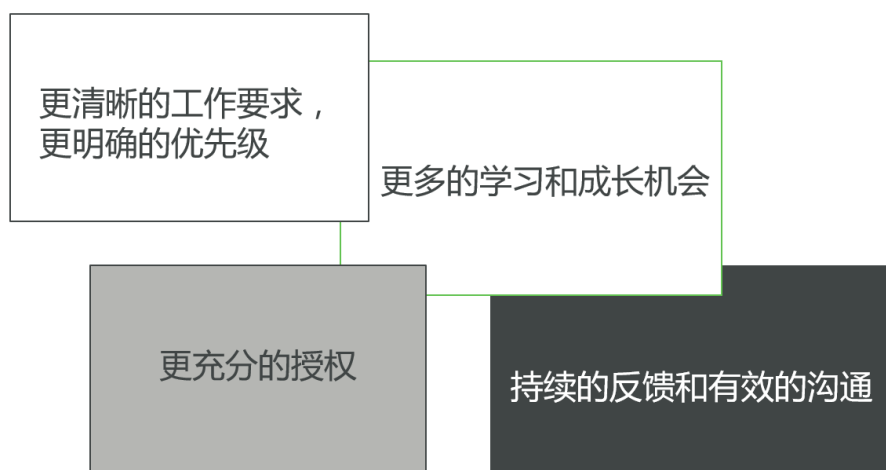 更清晰的工作要求，
更明确的优先级
更多的学习和成长机会
更充分的授权
持续的反馈和有效的沟通